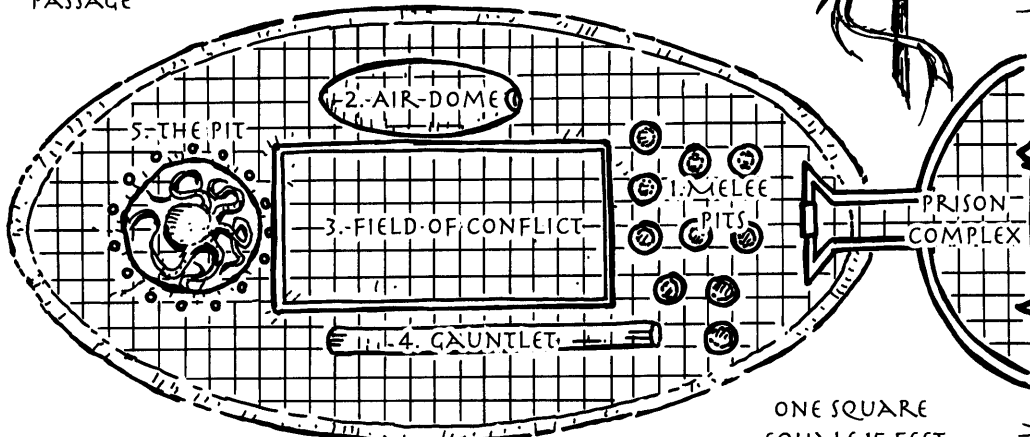 PASSAGE
2. AIR-DOME
5. THE PIT
1. MELEE
PITS
3. FIELD OF CONFLICT
PRISON
COMPLEX
4. GAUNTLET
ONE SQUARE